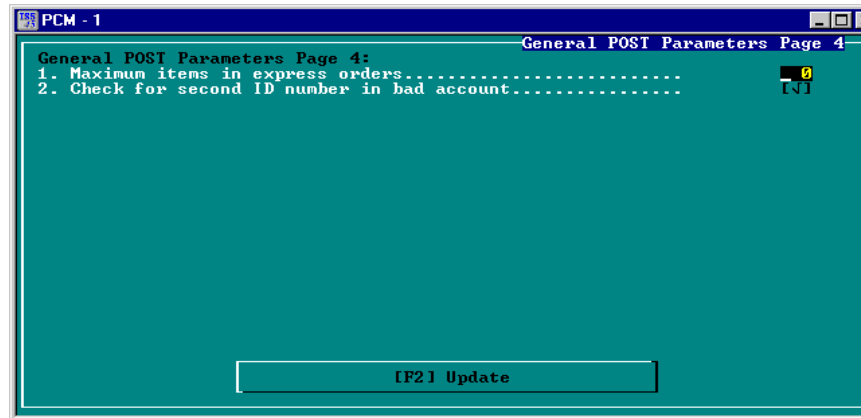 PCM - 1
General POST Parameters Page 4
General POST Parameters Page 4:
1. Maximum items in express orders........................... 0
2. Check for second ID number in bad account................ [√]
[F2] Update